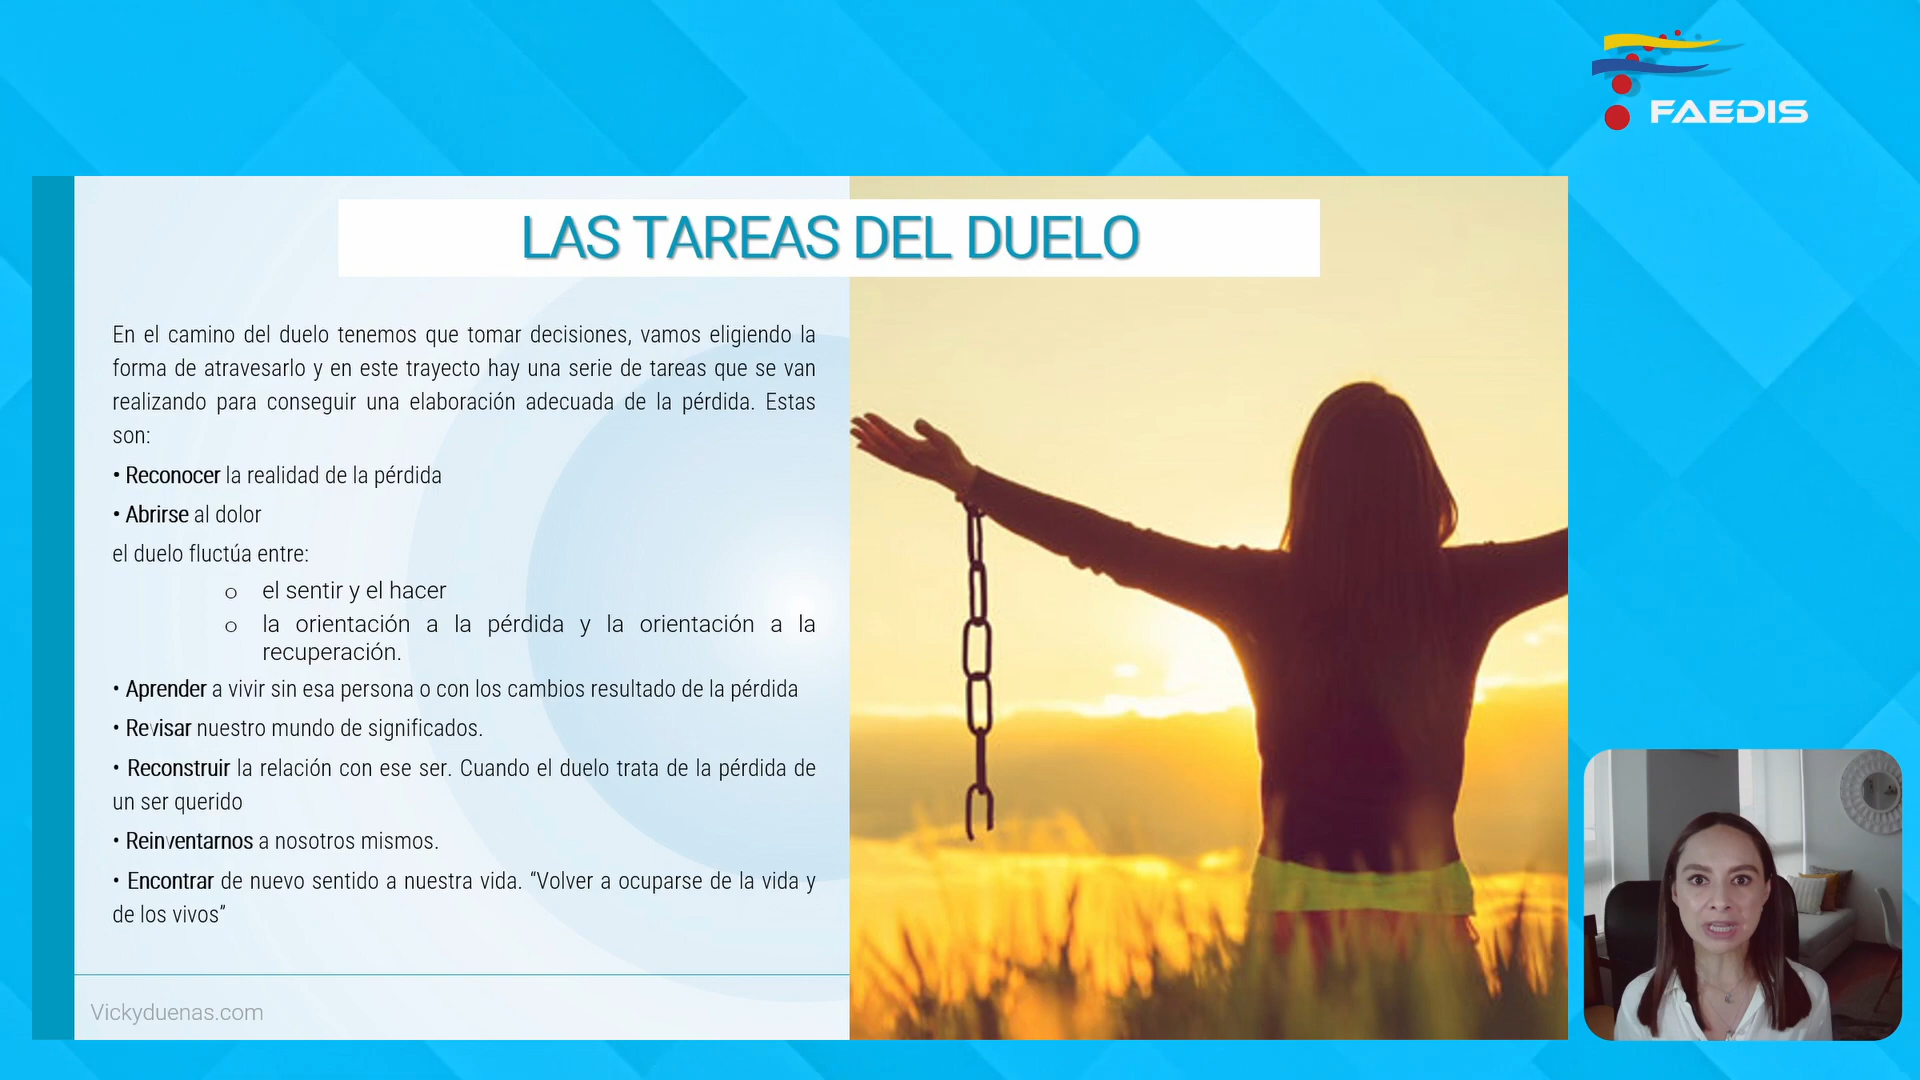 FAEDIS
LAS TAREAS DEL DUELO
En el camino del duelo tenemos que tomar decisiones, vamos eligiendo la
forma de atravesarlo y en este trayecto hay una serie de tareas que se van
realizando para conseguir una elaboración adecuada de la pérdida. Estas
son:
• Reconocer la realidad de la pérdida
• Abrirse al dolor
el duelo fluctúa entre:
o el sentir y el hacer
o la orientación a la pérdida y la orientación a la
recuperación.
• Aprender a vivir sin esa persona o con los cambios resultado de la pérdida
• Revisar nuestro mundo de significados.
• Reconstruir la relación con ese ser. Cuando el duelo trata de la pérdida de
un ser querido
• Reinventarnos a nosotros mismos.
• Encontrar de nuevo sentido a nuestra vida. “Volver a ocuparse de la vida y
de los vivos”
Vickyduenas.com